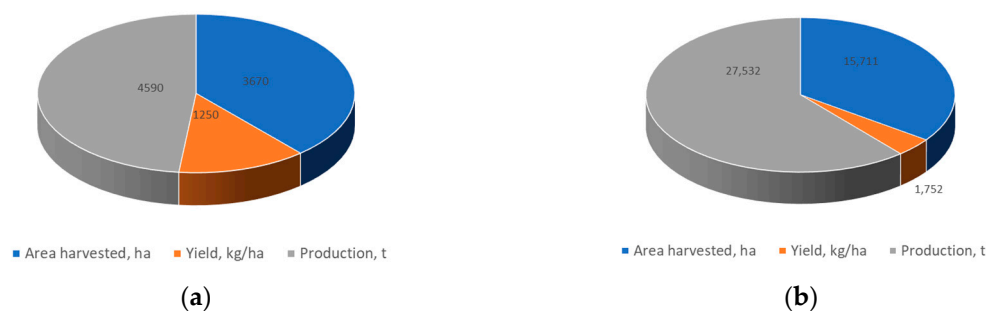 4590
3670
1250
Area harvested, ha Yield, kg/ha Production, t
(a)
27,532
15,711
1,752
Area harvested, ha Yield, kg/ha Production, t
(b)